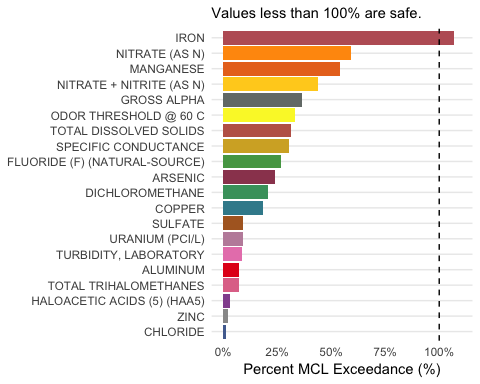 Values less than 100% are safe.
IRON
NITRATE (AS N)
MANGANESE
NITRATE + NITRITE (AS N)
GROSS ALPHA
ODOR THRESHOLD @ 60 C
TOTAL DISSOLVED SOLIDS
SPECIFIC CONDUCTANCE
FLUORIDE (F) (NATURAL-SOURCE)
ARSENIC
DICHLOROMETHANE
COPPER
SULFATE
URANIUM (PCI/L)
TURBIDITY, LABORATORY
ALUMINUM
TOTAL TRIHALOMETHANES
HALOACETIC ACIDS (5) (HAA5)
ZINC
CHLORIDE
0% 25% 50% 75% 100%
Percent MCL Exceedance (%)